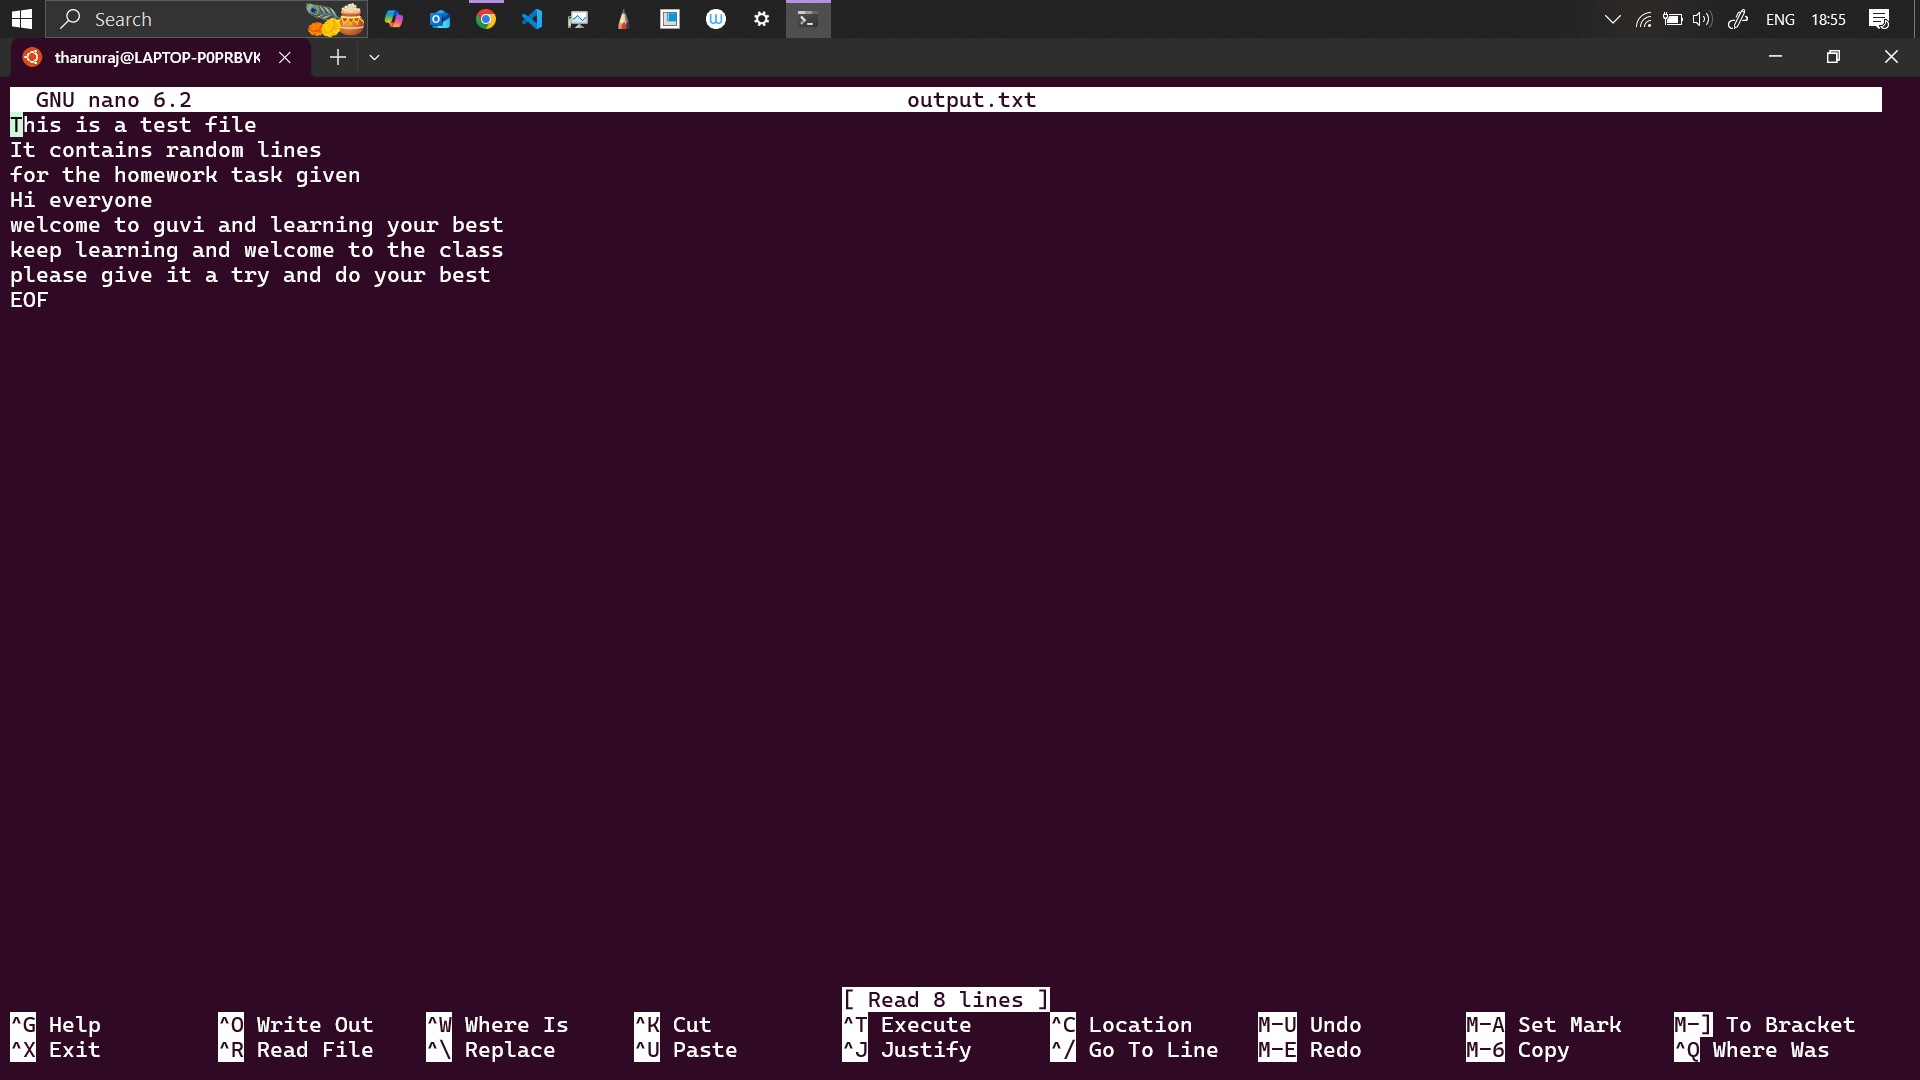 Search
ENG 18:55
tharunraj@LAPTOP-P0PRBVK
GNU nano 6.2 output.txt
This is a test file
It contains random lines
for the homework task given
Hi everyone
welcome to guvi and learning your best
keep learning and welcome to the class
please give it a try and do your best
EOF
[ Read 8 lines ]
^G Help ^O Write Out ^W Where Is ^K Cut ^T Execute ^C Location M-U Undo M-A Set Mark M-] To Bracket
^X Exit ^R Read File ^\ Replace ^U Paste ^J Justify ^/ Go To Line M-E Redo M-6 Copy ^Q Where Was